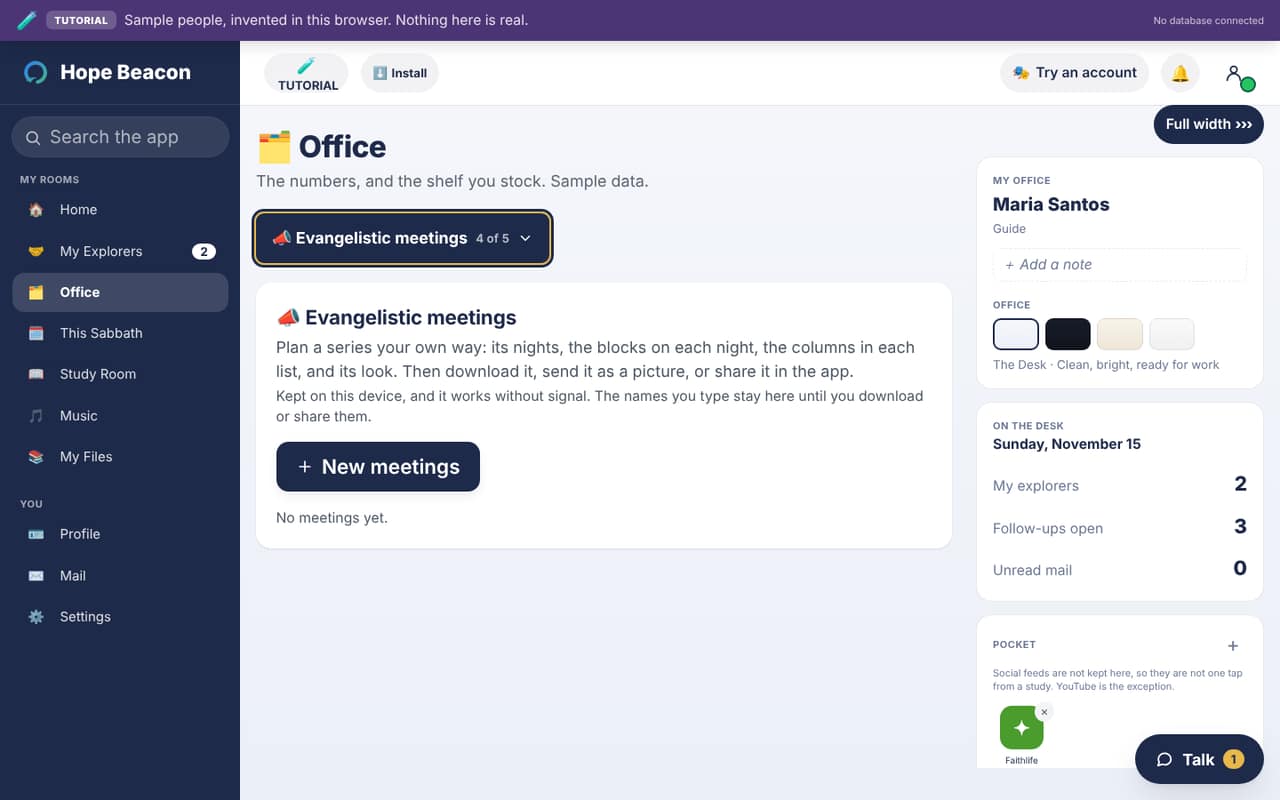 TUTORIAL Sample people, invented in this browser. Nothing here is real.
No database connected
Hope Beacon
Search the app
MY ROOMS
Home
My Explorers 2
Office
This Sabbath
Study Room
Music
My Files
YOU
Profile
Mail
Settings
TUTORIAL
Install
Try an account
Full width ›››
Office
The numbers, and the shelf you stock. Sample data.
Evangelistic meetings 4 of 5
Evangelistic meetings
Plan a series your own way: its nights, the blocks on each night, the columns in each
list, and its look. Then download it, send it as a picture, or share it in the app.
Kept on this device, and it works without signal. The names you type stay here until you download
or share them.
+ New meetings
No meetings yet.
MY OFFICE
Maria Santos
Guide
+ Add a note
OFFICE
The Desk · Clean, bright, ready for work
ON THE DESK
Sunday, November 15
My explorers 2
Follow-ups open 3
Unread mail 0
POCKET +
Social feeds are not kept here, so they are not one tap
from a study. YouTube is the exception.
×
Faithlife
Talk 1